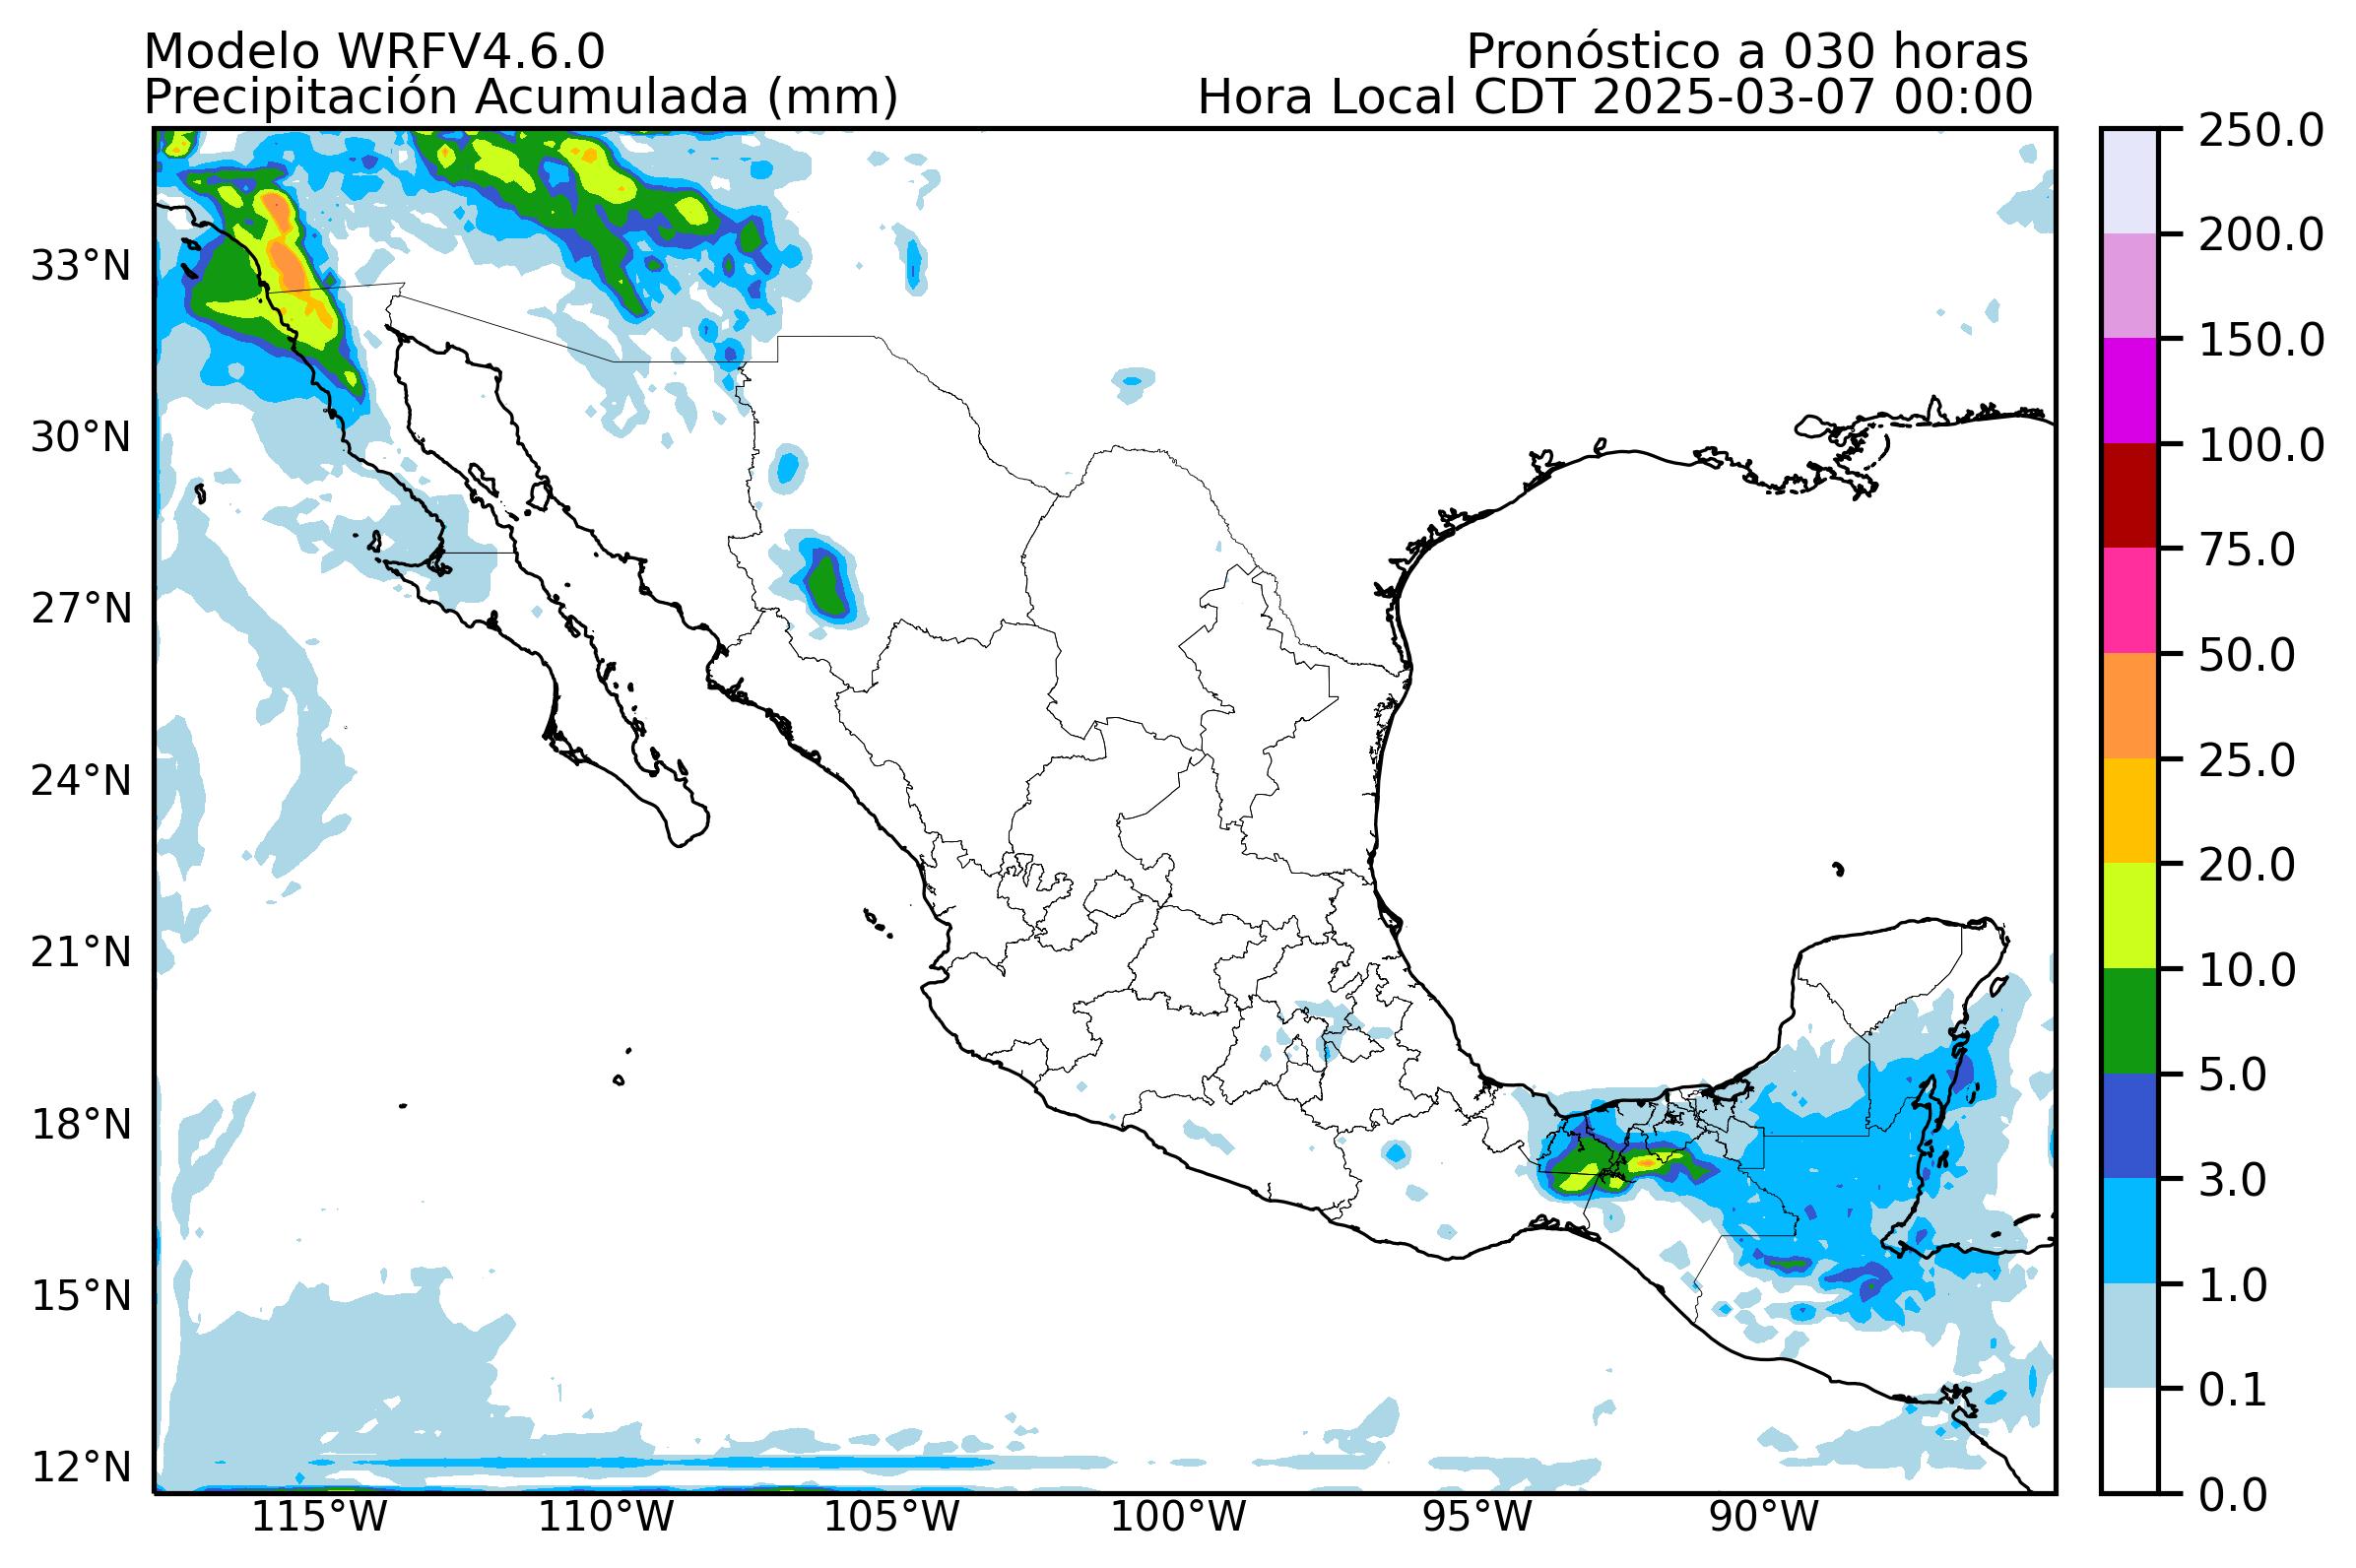 Modelo WRFV4.6.0
Pronóstico a 030 horas
Precipitación Acumulada (mm)
Hora Local CDT 2025-03-07 00:00
33°N
30°N
27°N
24°N
21°N
18°N
15°N
12°N
115°W
110°W
105°W
100°W
95°W
90°W
250.0
200.0
150.0
100.0
75.0
50.0
25.0
20.0
10.0
5.0
3.0
1.0
0.1
0.0